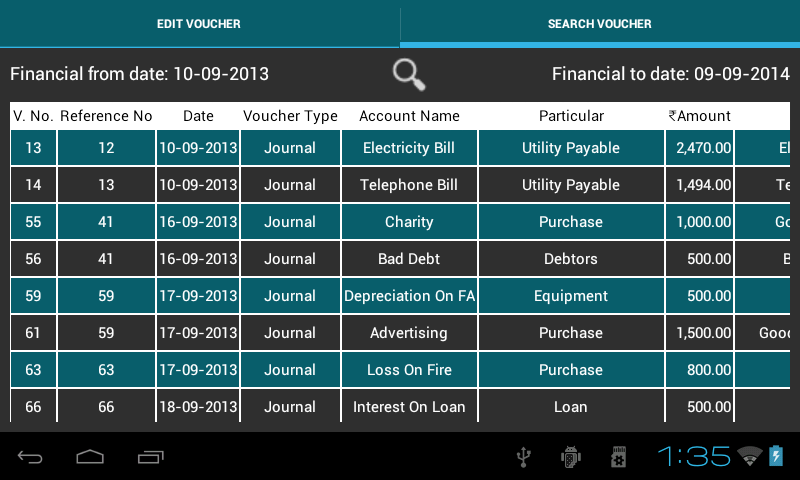 EDIT VOUCHER SEARCH VOUCHER
Financial from date: 10-09-2013 Financial to date: 09-09-2014
V. No. Reference No Date Voucher Type Account Name Particular ₹Amount
13 12 10-09-2013 Journal Electricity Bill Utility Payable 2,470.00 El
14 13 10-09-2013 Journal Telephone Bill Utility Payable 1,494.00 Te
55 41 16-09-2013 Journal Charity Purchase 1,000.00 Go
56 41 16-09-2013 Journal Bad Debt Debtors 500.00 B
59 59 17-09-2013 Journal Depreciation On FA Equipment 500.00
61 59 17-09-2013 Journal Advertising Purchase 1,500.00 Good
63 63 17-09-2013 Journal Loss On Fire Purchase 800.00
66 66 18-09-2013 Journal Interest On Loan Loan 500.00
1:35